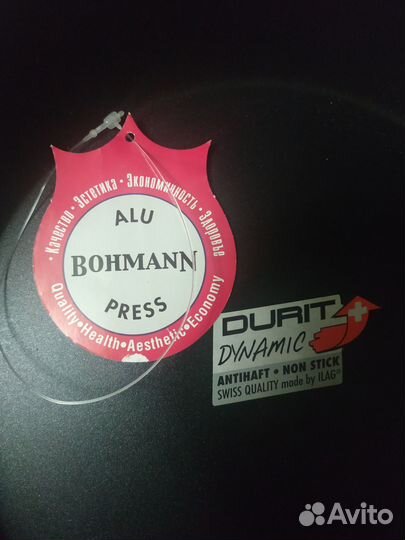 • Качество • Эстетика • Экономичность • Здоровье
ALU
BOHMANN
PRESS
Quality•Health•Aesthetic•Economy
DURIT
DYNAMIC
ANTIHAFT • NON STICK
SWISS QUALITY made by ILAG®
Avito